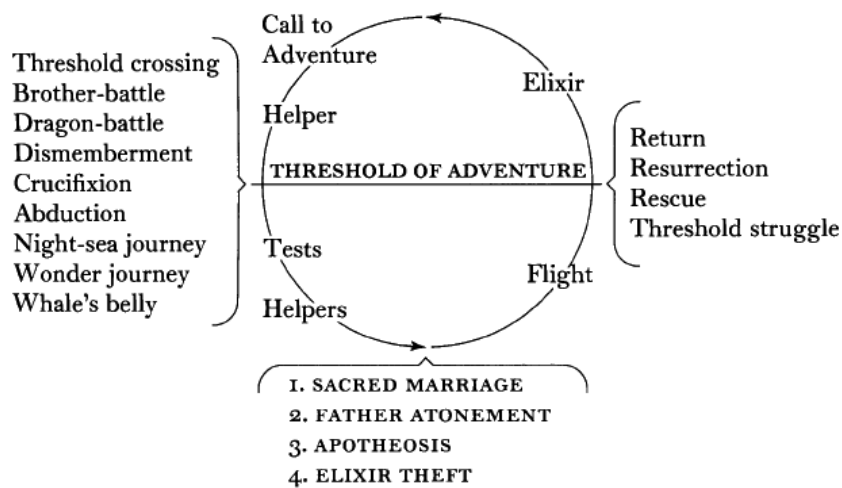 Call to
Adventure
Threshold crossing
Brother-battle
Dragon-battle
Dismemberment
Crucifixion
Abduction
Night-sea journey
Wonder journey
Whale's belly
Helper
Elixir
THRESHOLD OF ADVENTURE
Return
Resurrection
Rescue
Threshold struggle
Tests
Helpers
Flight
1. SACRED MARRIAGE
2. FATHER ATONEMENT
3. APOTHEOSIS
4. ELIXIR THEFT